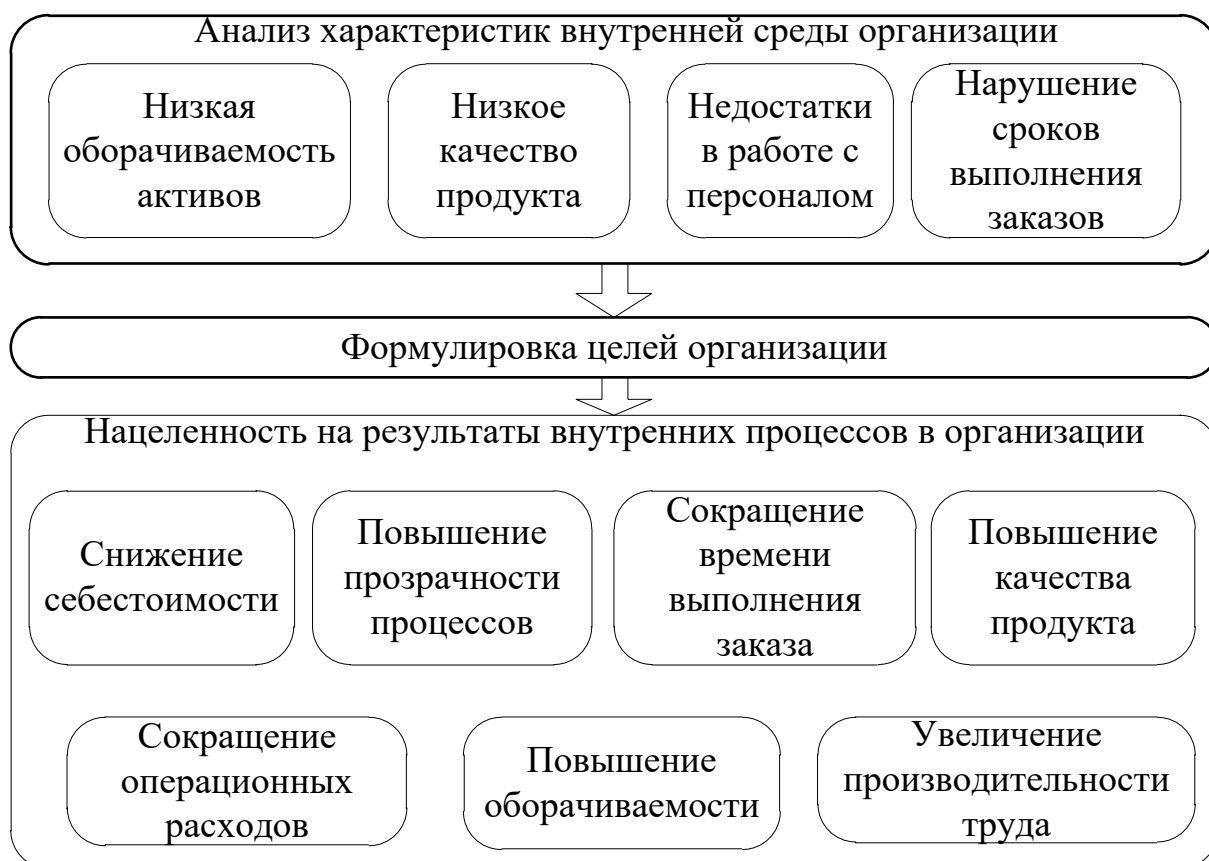 Анализ характеристик внутренней среды организации
Низкая
оборачиваемость
активов
Низкое
качество
продукта
Недостатки
в работе с
персоналом
Нарушение
сроков
выполнения
заказов
Формулировка целей организации
Нацеленность на результаты внутренних процессов в организации
Снижение
себестоимости
Повышение
прозрачности
процессов
Сокращение
времени
выполнения
заказа
Повышение
качества
продукта
Сокращение
операционных
расходов
Повышение
оборачиваемости
Увеличение
производительности
труда